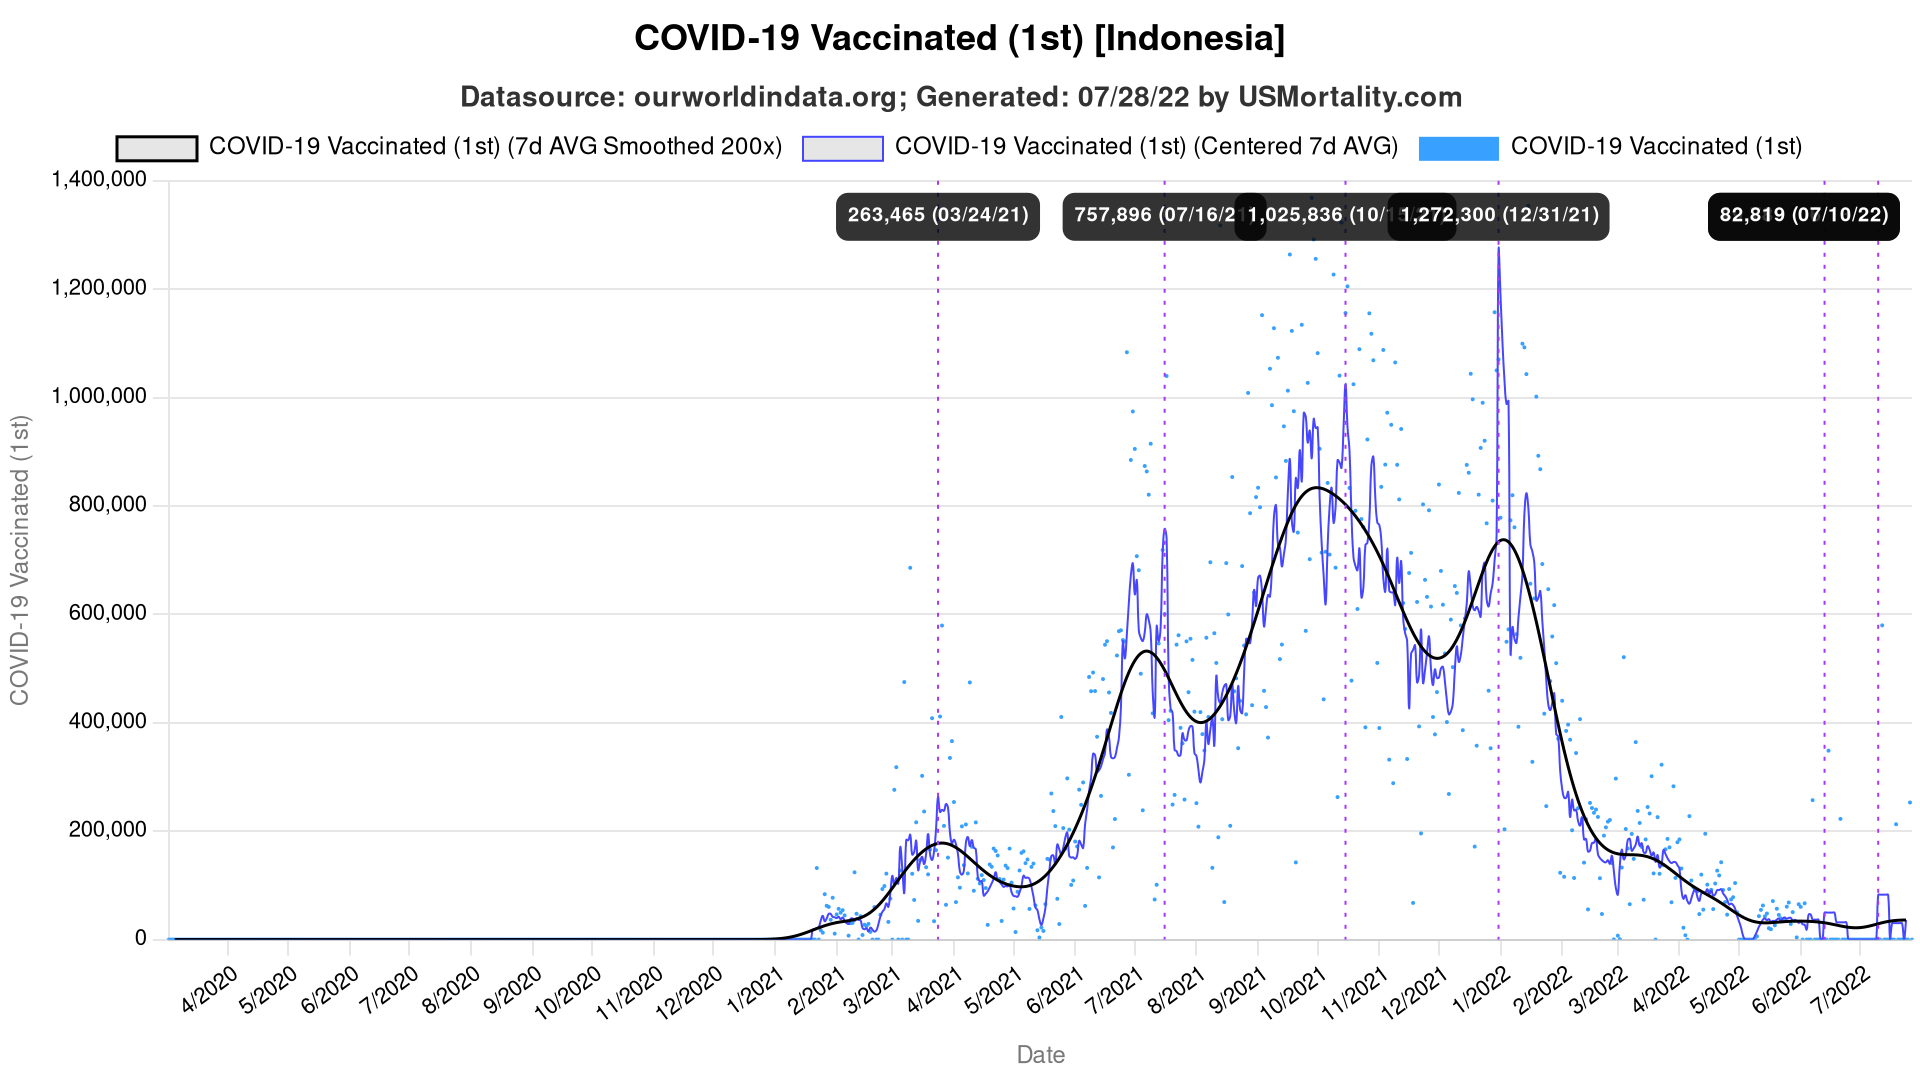 COVID-19 Vaccinated (1st) [Indonesia]
Datasource: ourworldindata.org; Generated: 07/28/22 by USMortality.com
COVID-19 Vaccinated (1st) (7d AVG Smoothed 200x) COVID-19 Vaccinated (1st) (Centered 7d AVG) COVID-19 Vaccinated (1st)
263,465 (03/24/21) 757,896 (07/16/21) 1,025,836 (10/1 1,272,300 (12/31/21) 82,819 (07/10/22)
1,400,000
1,200,000
1,000,000
800,000
600,000
400,000
200,000
0
COVID-19 Vaccinated (1st)
4/2020 5/2020 6/2020 7/2020 8/2020 9/2020 10/2020 11/2020 12/2020 1/2021 2/2021 3/2021 4/2021 5/2021 6/2021 7/2021 8/2021 9/2021 10/2021 11/2021 12/2021 1/2022 2/2022 3/2022 4/2022 5/2022 6/2022 7/2022
Date